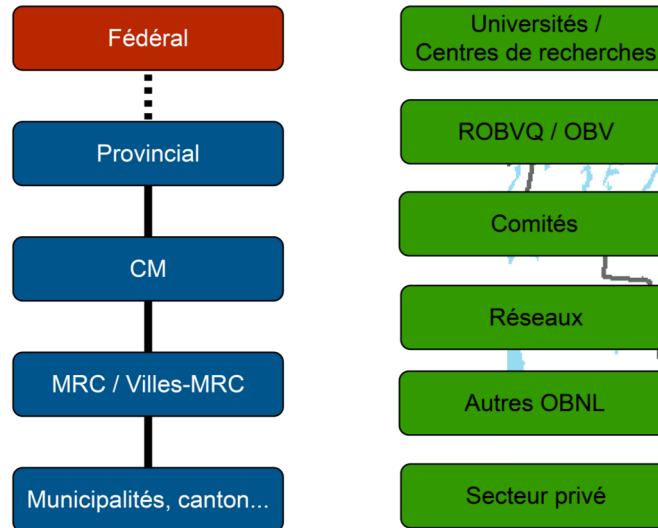 Fédéral
Provincial
CM
MRC / Villes-MRC
Municipalités, canton...
Universités /
Centres de recherches
ROBVQ / OBV
Comités
Réseaux
Autres OBNL
Secteur privé